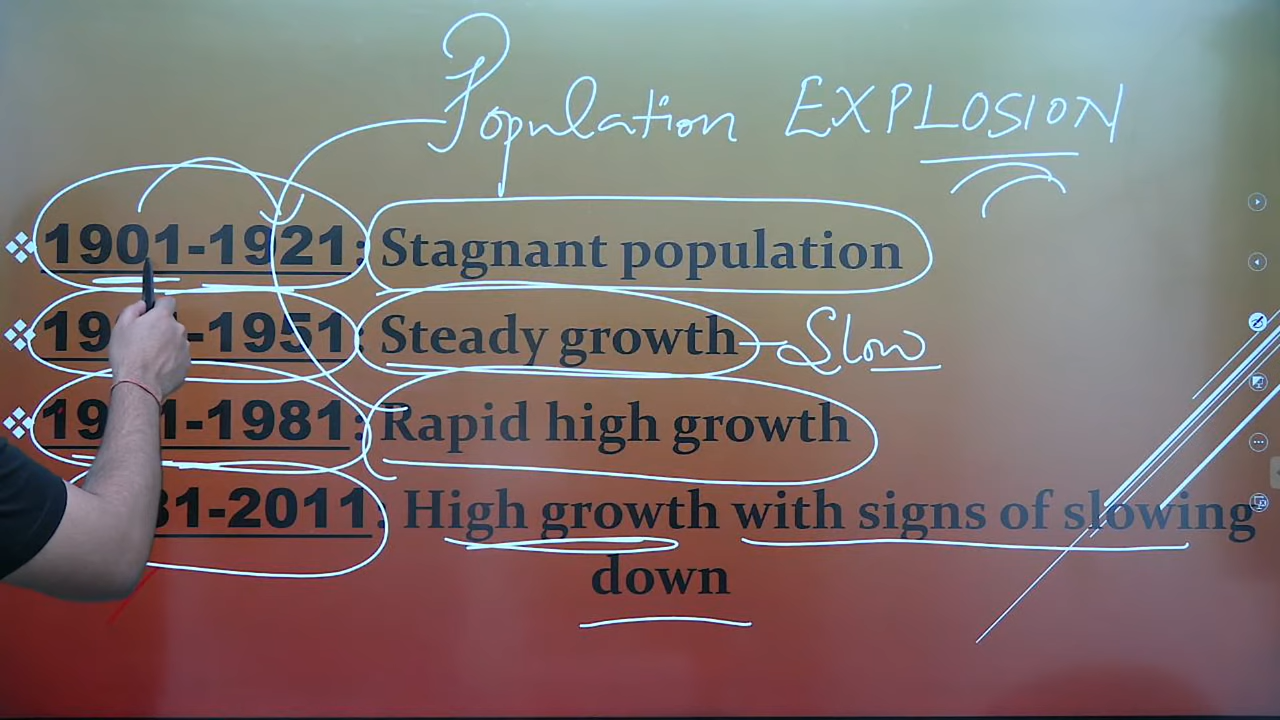 Population EXPLOSION
1901-1921: Stagnant population
-1951: Steady growth - Slow
-1981: Rapid high growth
-2011: High growth with signs of slowing
down